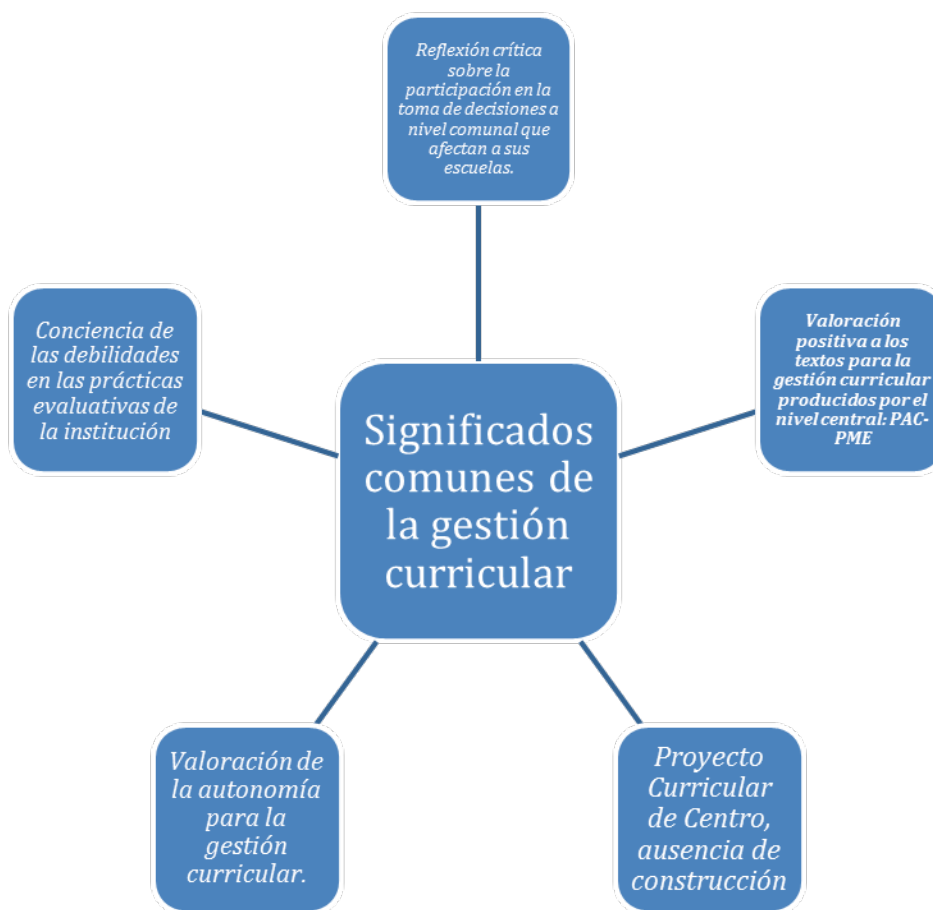 Reflexión crítica
sobre la
participación en la
toma de decisiones a
nivel comunal que
afectan a sus
escuelas.
Conciencia de
las debilidades
en las prácticas
evaluativas de
la institución
Valoración
positiva a los
textos para la
gestión curricular
producidos por el
nivel central: PAC-
PME
Significados
comunes de
la gestión
curricular
Valoración de
la autonomía
para la
gestión
curricular.
Proyecto
Curricular
de Centro,
ausencia de
construcción